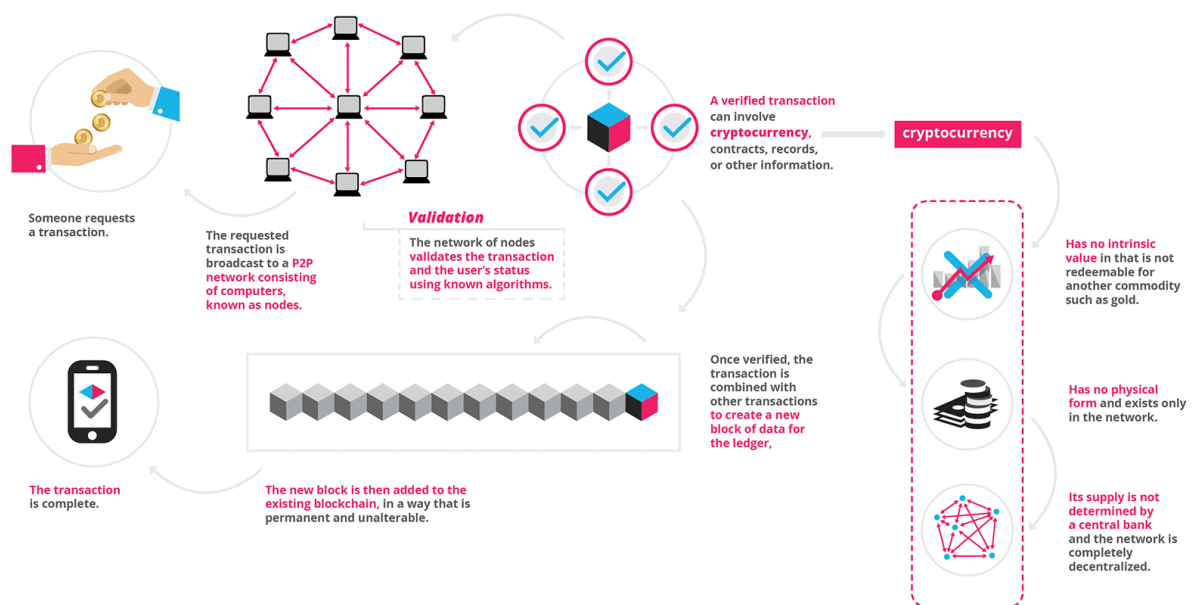 Someone requests
a transaction.
The requested
transaction is
broadcast to a P2P
network consisting
of computers,
known as nodes.
Validation
The network of nodes
validates the transaction
and the user's status
using known algorithms.
A verified transaction
can involve
cryptocurrency,
contracts, records,
or other information.
cryptocurrency
Has no intrinsic
value in that is not
redeemable for
another commodity
such as gold.
Has no physical
form and exists only
in the network.
Its supply is not
determined by
a central bank
and the network is
completely
decentralized.
Once verified, the
transaction is
combined with
other transactions
to create a new
block of data for
the ledger,
The new block is then added to the
existing blockchain, in a way that is
permanent and unalterable.
The transaction
is complete.